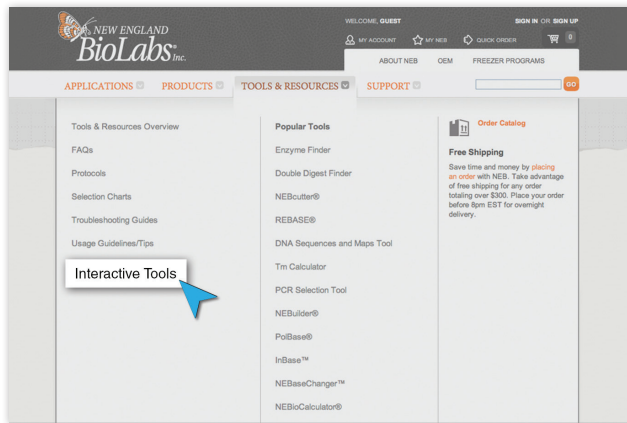 WELCOME, GUEST
SIGN IN OR SIGN UP
NEW ENGLAND
BioLabs® Inc.
MY ACCOUNT
MY NEB
QUICK ORDER
0
ABOUT NEB
OEM
FREEZER PROGRAMS
APPLICATIONS
PRODUCTS
TOOLS & RESOURCES
SUPPORT
GO
Tools & Resources Overview
FAQs
Protocols
Selection Charts
Troubleshooting Guides
Usage Guidelines/Tips
Interactive Tools
Popular Tools
Enzyme Finder
Double Digest Finder
NEBcutter®
REBASE®
DNA Sequences and Maps Tool
Tm Calculator
PCR Selection Tool
NEBuilder®
PolBase®
InBase™
NEBaseChanger™
NEBioCalculator®
Order Catalog
Free Shipping
Save time and money by placing
an order with NEB. Take advantage
of free shipping for any order
totaling over $300. Place your order
before 8pm EST for overnight
delivery.